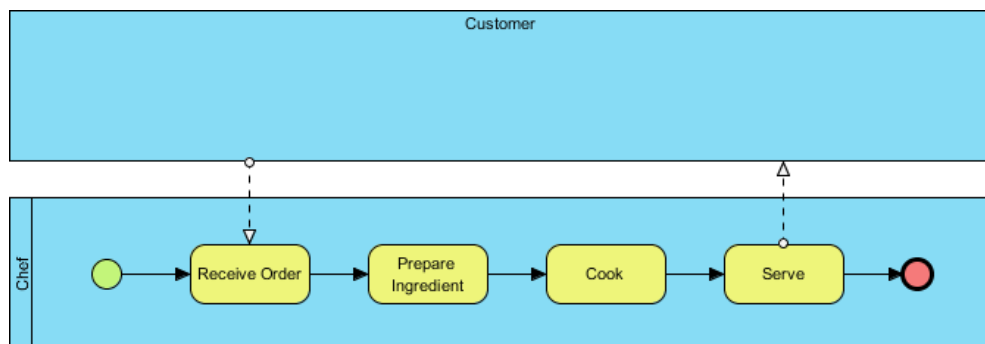 Customer
Chef
Receive Order
Prepare
Ingredient
Cook
Serve